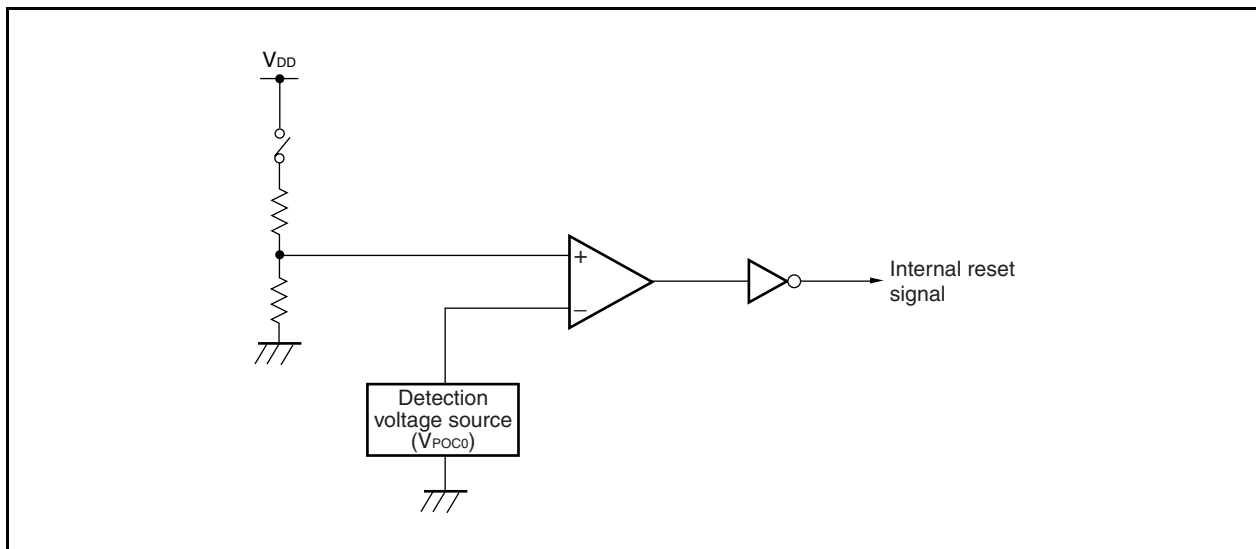 VDD
+
−
Internal reset
signal
Detection
voltage source
(VPOC0)